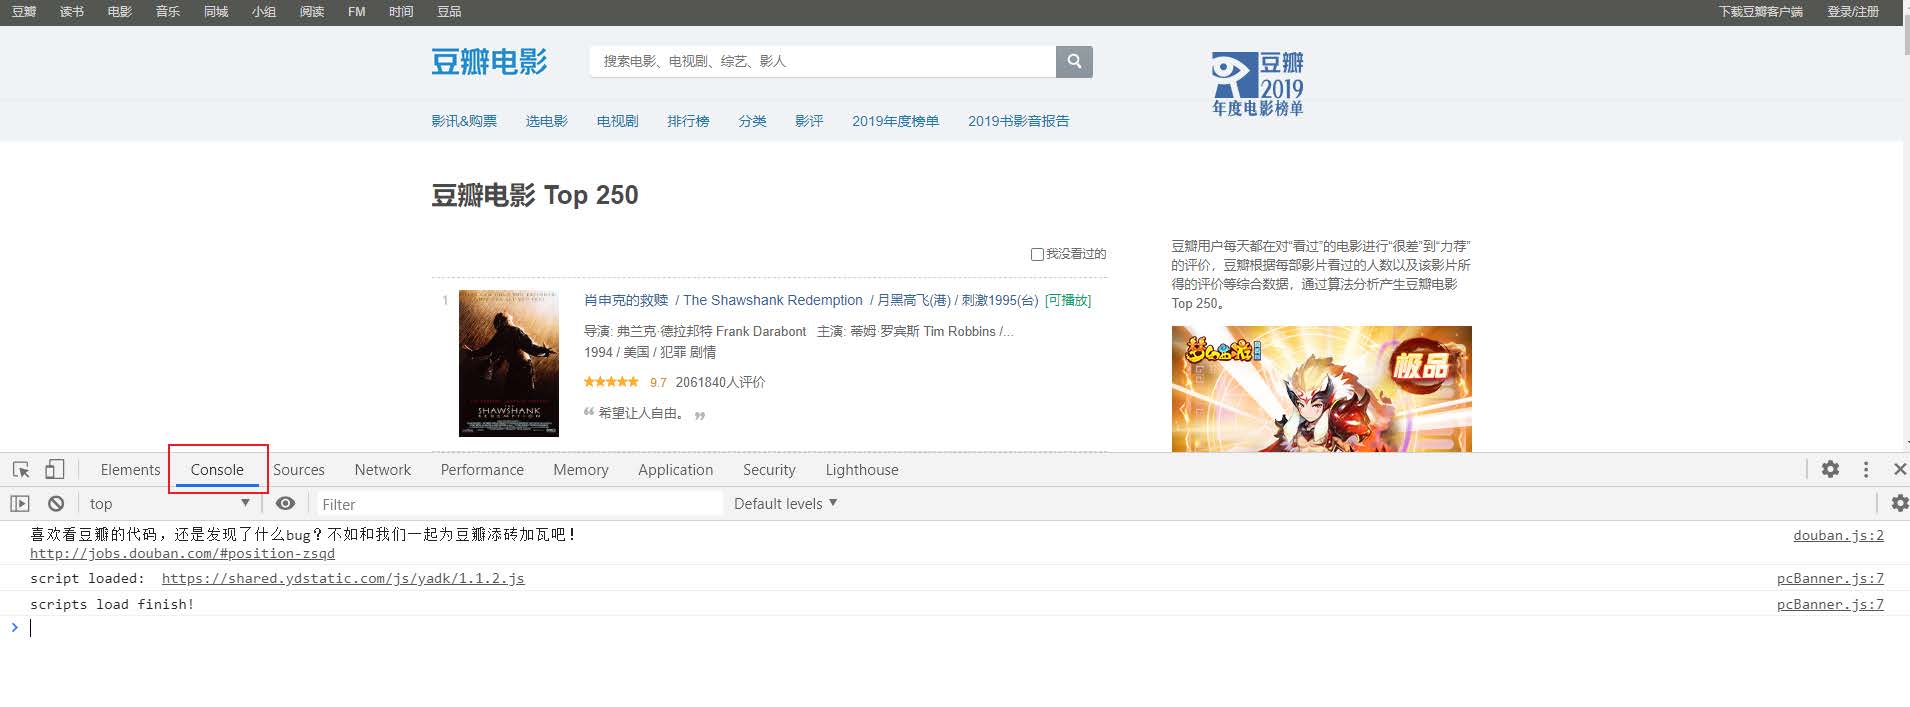 豆瓣 读书 电影 音乐 同城 小组 阅读 FM 时间 豆品 下载豆瓣客户端 登录/注册
豆瓣电影 搜索电影、电视剧、综艺、影人
豆瓣
2019
年度电影榜单
影讯&购票 选电影 电视剧 排行榜 分类 影评 2019年度榜单 2019书影音报告
豆瓣电影 Top 250
我没看过的
1 肖申克的救赎 / The Shawshank Redemption / 月黑高飞(港) / 刺激1995(台) [可播放]
导演: 弗兰克·德拉邦特 Frank Darabont 主演: 蒂姆·罗宾斯 Tim Robbins /...
1994 / 美国 / 犯罪 剧情
9.7 2061840人评价
“ 希望让人自由。 ”
THE
SHAWSHANK
REDEMPTION
豆瓣用户每天都在对“看过”的电影进行“很差”到“力荐”
的评价，豆瓣根据每部影片看过的人数以及该影片所
得的评价等综合数据，通过算法分析产生豆瓣电影
Top 250。
梦幻西游
极品
Elements Console Sources Network Performance Memory Application Security Lighthouse
top Filter Default levels
喜欢看豆瓣的代码，还是发现了什么bug？不如和我们一起为豆瓣添砖加瓦吧！ douban.js:2
http://jobs.douban.com/#position-zsqd
script loaded: https://shared.ydstatic.com/js/yadk/1.1.2.js pcBanner.js:7
scripts load finish! pcBanner.js:7